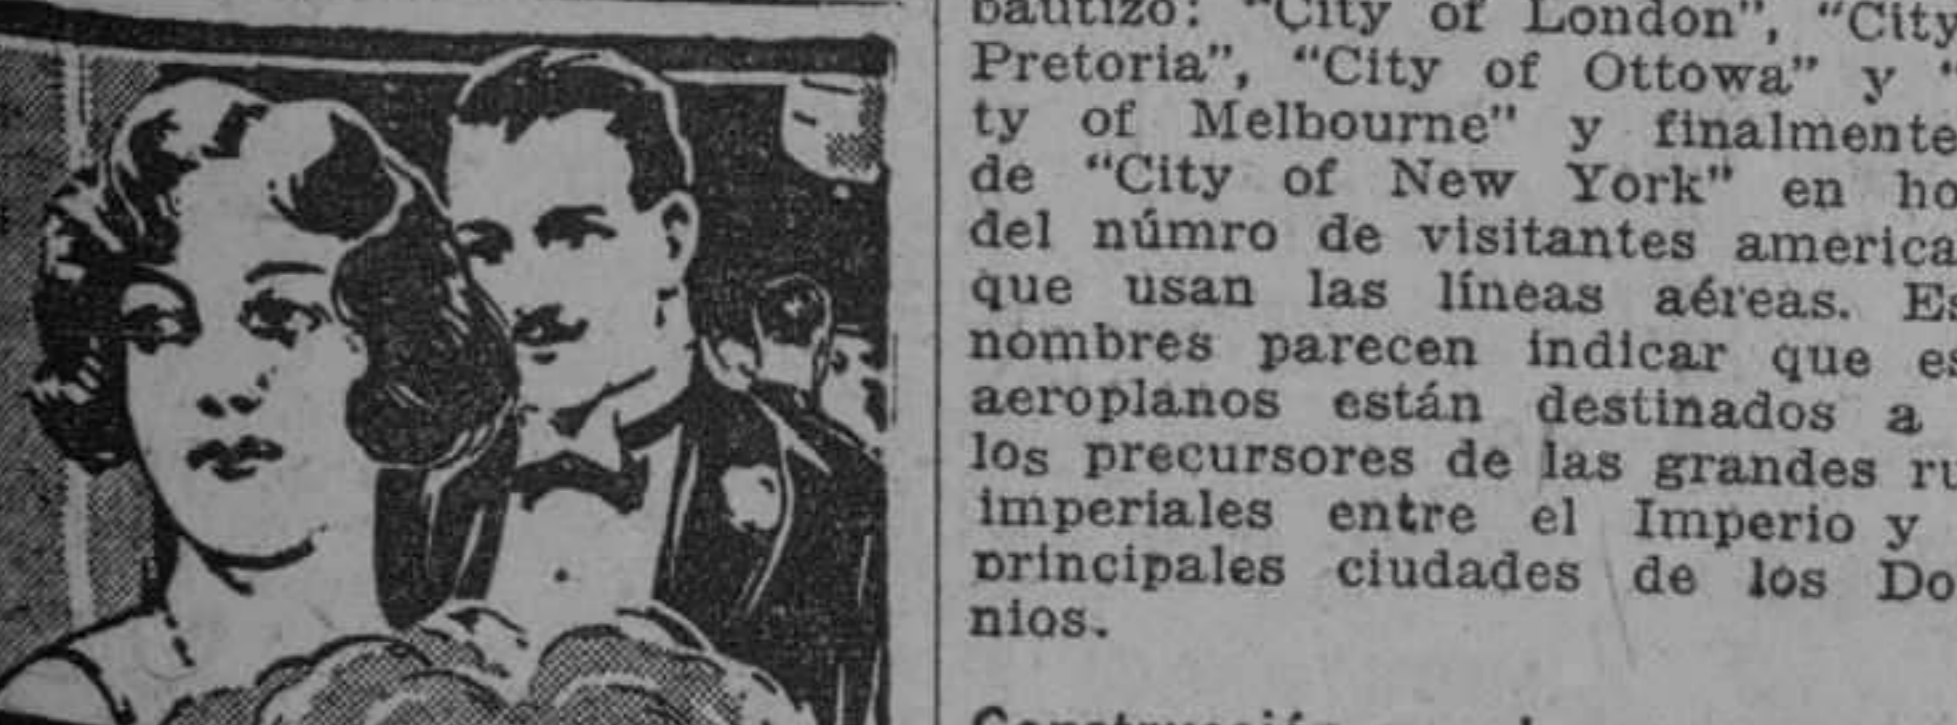 bautizo: "City of London", "City
Pretoria", "City of Ottowa" y "
ty of Melbourne" y finalmente
de "City of New York" en ho
del númro de visitantes america
que usan las líneas aéreas. Es
nombres parecen indicar que es
aeroplanos están destinados a
los precursores de las grandes ru
imperiales entre el Imperio y
principales ciudades de los Do
nios.